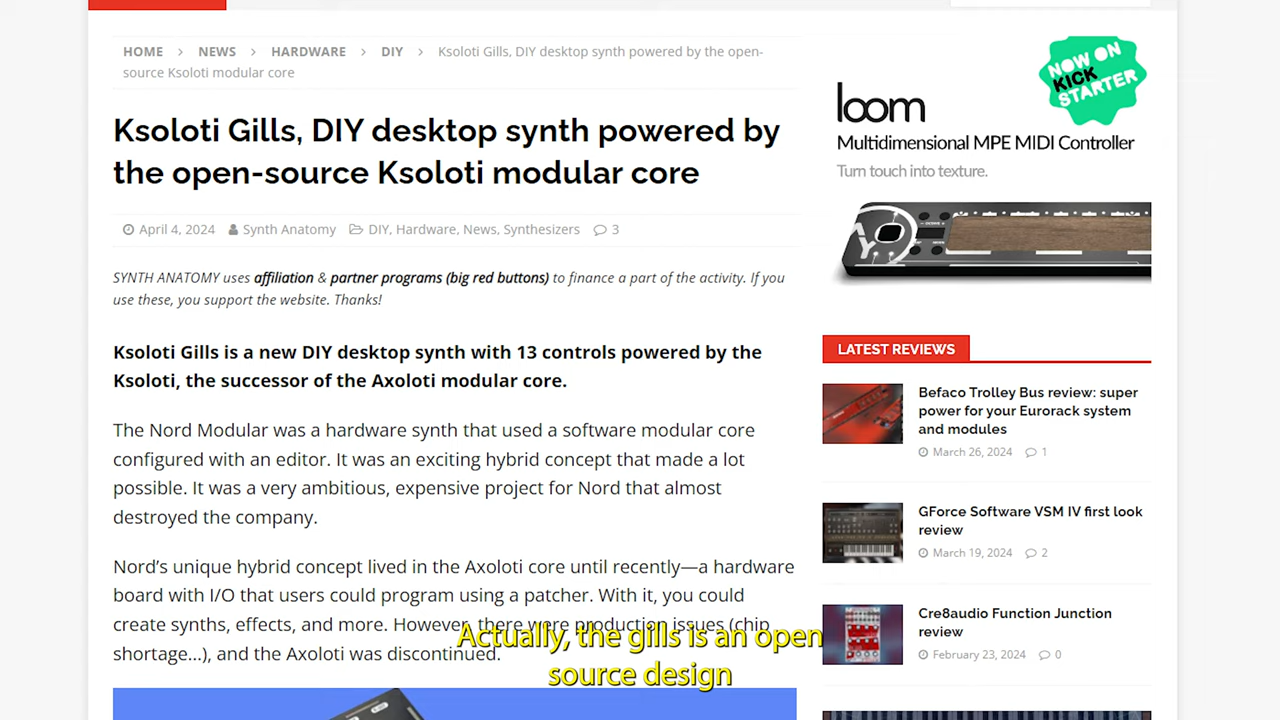 HOME > NEWS > HARDWARE > DIY > Ksoloti Gills, DIY desktop synth powered by the open-
source Ksoloti modular core
Ksoloti Gills, DIY desktop synth powered by
the open-source Ksoloti modular core
April 4, 2024 Synth Anatomy DIY, Hardware, News, Synthesizers 3
SYNTH ANATOMY uses affiliation & partner programs (big red buttons) to finance a part of the activity. If you
use these, you support the website. Thanks!
Ksoloti Gills is a new DIY desktop synth with 13 controls powered by the
Ksoloti, the successor of the Axoloti modular core.
The Nord Modular was a hardware synth that used a software modular core
configured with an editor. It was an exciting hybrid concept that made a lot
possible. It was a very ambitious, expensive project for Nord that almost
destroyed the company.
Nord's unique hybrid concept lived in the Axoloti core until recently—a hardware
board with I/O that users could program using a patcher. With it, you could
create synths, effects, and more. However, there were production issues (chip
shortage...), and the Axoloti was discontinued.
Actually, the gills is an open
source design
NOW ON
KICK
STARTER
loom
Multidimensional MPE MIDI Controller
Turn touch into texture.
LATEST REVIEWS
Befaco Trolley Bus review: super
power for your Eurorack system
and modules
March 26, 2024 1
GForce Software VSM IV first look
review
March 19, 2024 2
Cre8audio Function Junction
review
February 23, 2024 0